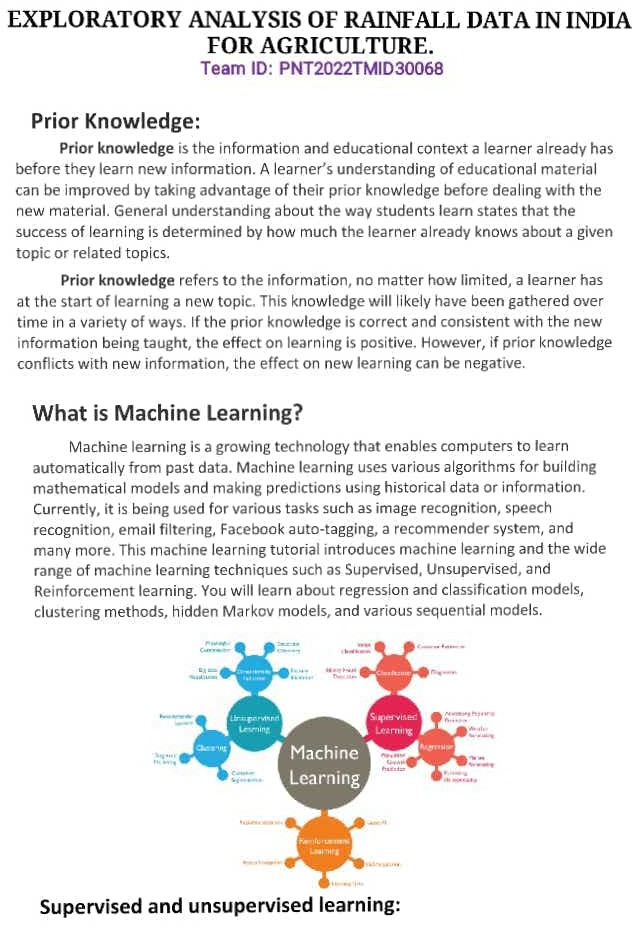 EXPLORATORY ANALYSIS OF RAINFALL DATA IN INDIA
FOR AGRICULTURE.
Team ID: PNT2022TMID30068
Prior Knowledge:
Prior knowledge is the information and educational context a learner already has
before they learn new information. A learner's understanding of educational material
can be improved by taking advantage of their prior knowledge before dealing with the
new material. General understanding about the way students learn states that the
success of learning is determined by how much the learner already knows about a given
topic or related topics.
Prior knowledge refers to the information, no matter how limited, a learner has
at the start of learning a new topic. This knowledge will likely have been gathered over
time in a variety of ways. If the prior knowledge is correct and consistent with the new
information being taught, the effect on learning is positive. However, if prior knowledge
conflicts with new information, the effect on new learning can be negative.
What is Machine Learning?
Machine learning is a growing technology that enables computers to learn
automatically from past data. Machine learning uses various algorithms for building
mathematical models and making predictions using historical data or information.
Currently, it is being used for various tasks such as image recognition, speech
recognition, email filtering, Facebook auto-tagging, a recommender system, and
many more. This machine learning tutorial introduces machine learning and the wide
range of machine learning techniques such as Supervised, Unsupervised, and
Reinforcement learning. You will learn about regression and classification models,
clustering methods, hidden Markov models, and various sequential models.
Classification
Diagnostics
Unsupervised
Learning
Supervised
Learning
Clustering
Regression
Machine
Learning
Reinforcement
Learning
Supervised and unsupervised learning: